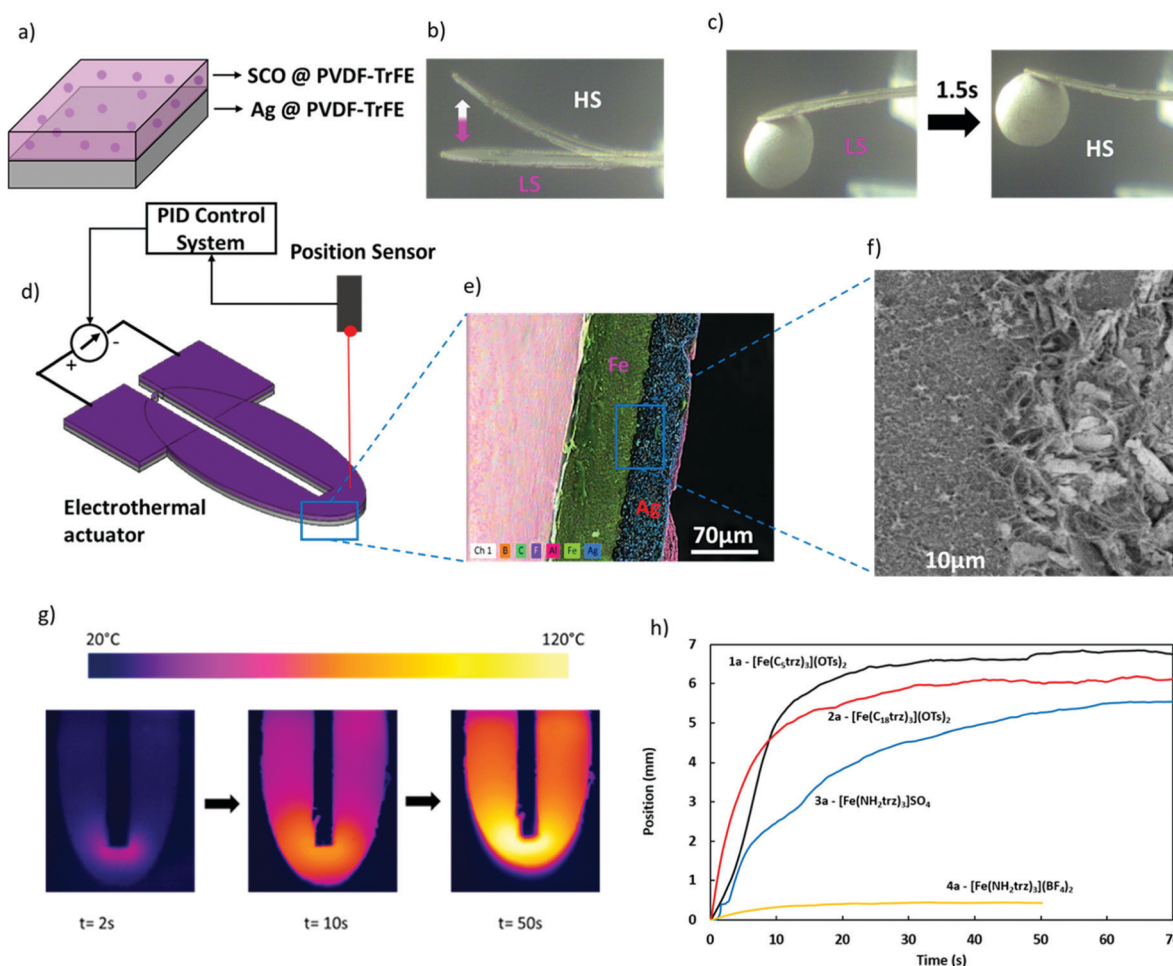 a)
SCO @ PVDF-TrFE
Ag @ PVDF-TrFE
b)
HS
LS
c)
LS
1.5s
HS
d)
PID Control
System
Position Sensor
+
-
Electrothermal
actuator
e)
Fe
Ag
70µm
Ch 1 B C F Al Fe Ag
f)
10µm
g)
20°C
120°C
t= 2s
t= 10s
t= 50s
h)
Position (mm)
7
6
5
4
3
2
1
0
1a - [Fe(C₅trz)₃](OTs)₂
2a - [Fe(C₁₈trz)₃](OTs)₂
3a - [Fe(NH₂trz)₃]SO₄
4a - [Fe(NH₂trz)₃](BF₄)₂
0 10 20 30 40 50 60 70
Time (s)